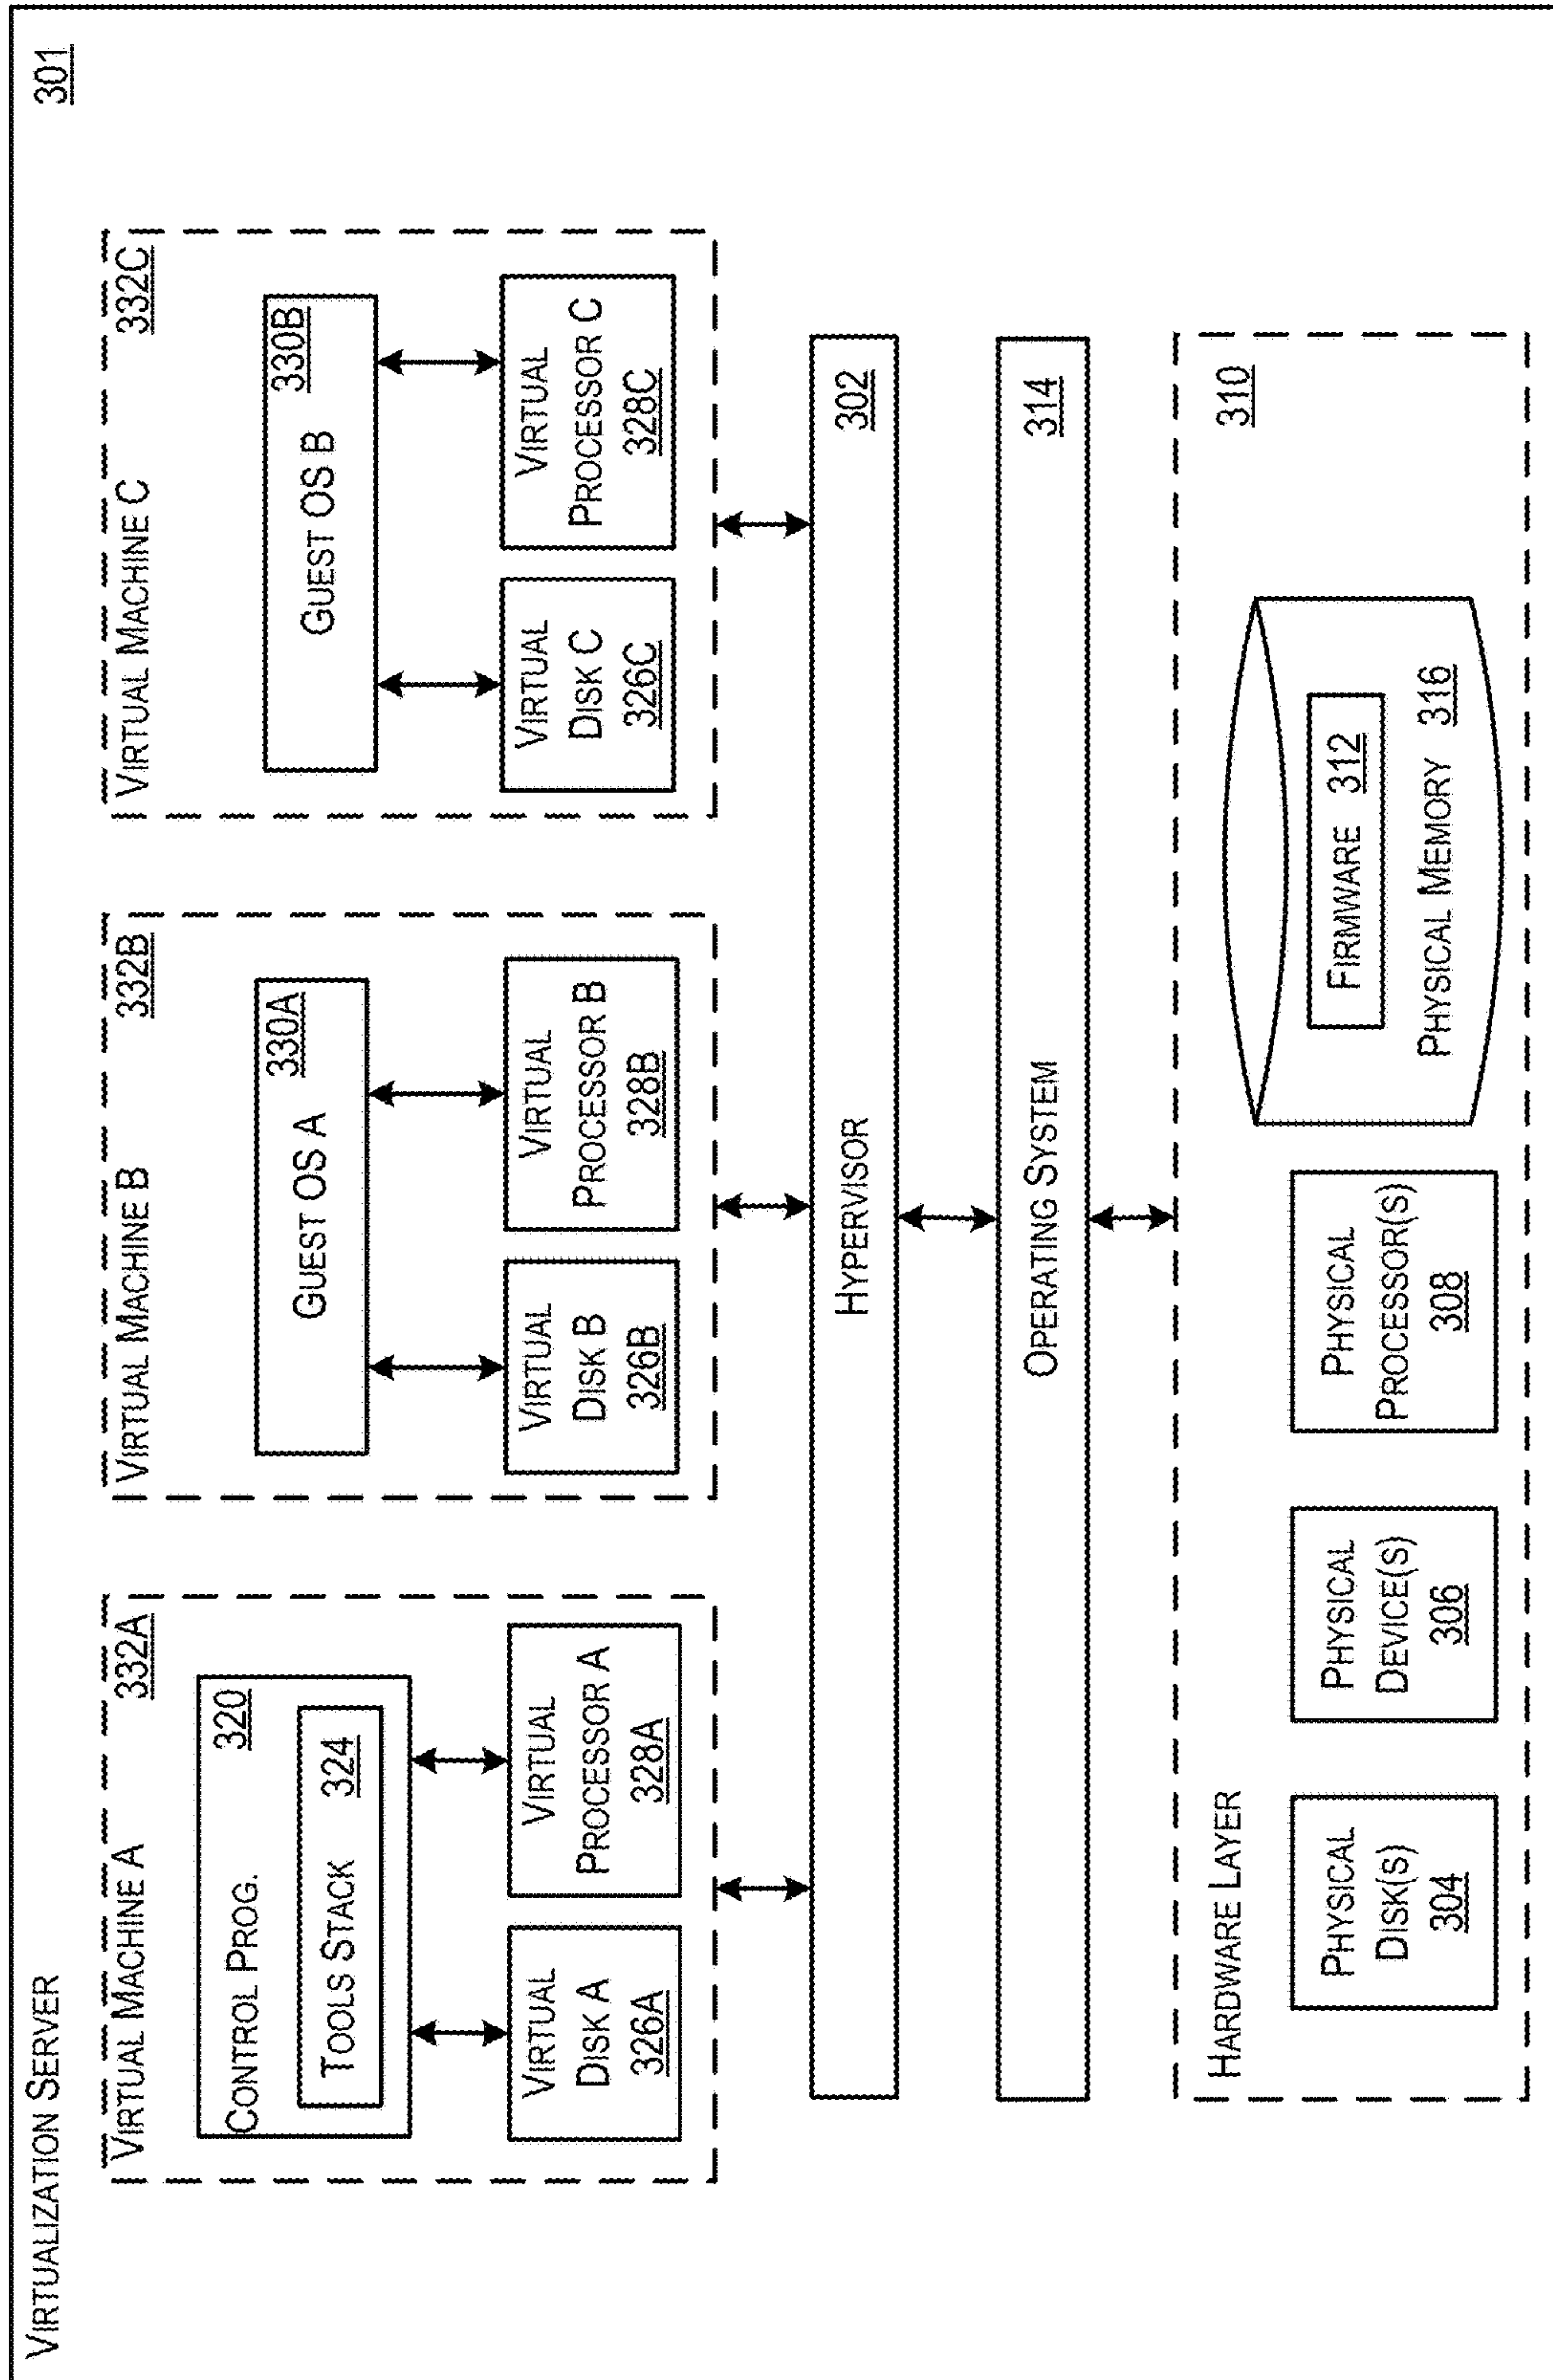 VIRTUALIZATION SERVER
301
VIRTUAL MACHINE A
332A
CONTROL PROG.
320
TOOLS STACK
324
VIRTUAL
DISK A
326A
VIRTUAL
PROCESSOR A
328A
VIRTUAL MACHINE B
332B
GUEST OS A
330A
VIRTUAL
DISK B
326B
VIRTUAL
PROCESSOR B
328B
VIRTUAL MACHINE C
332C
GUEST OS B
330B
VIRTUAL
DISK C
326C
VIRTUAL
PROCESSOR C
328C
HYPERVISOR
302
OPERATING SYSTEM
314
HARDWARE LAYER
310
PHYSICAL
DISK(S)
304
PHYSICAL
DEVICE(S)
306
PHYSICAL
PROCESSOR(S)
308
FIRMWARE 312
PHYSICAL MEMORY 316